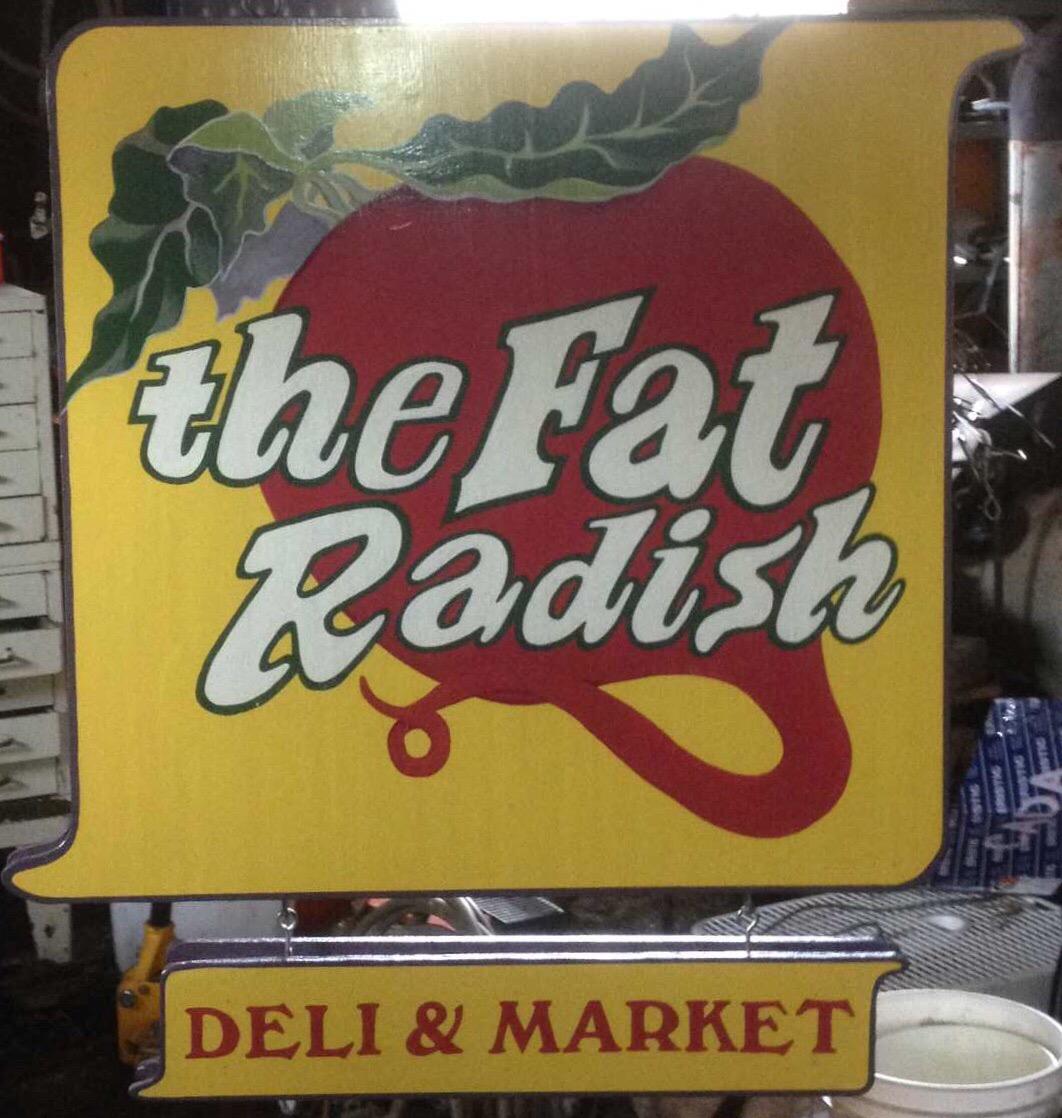 the Fat
Radish
DELI & MARKET